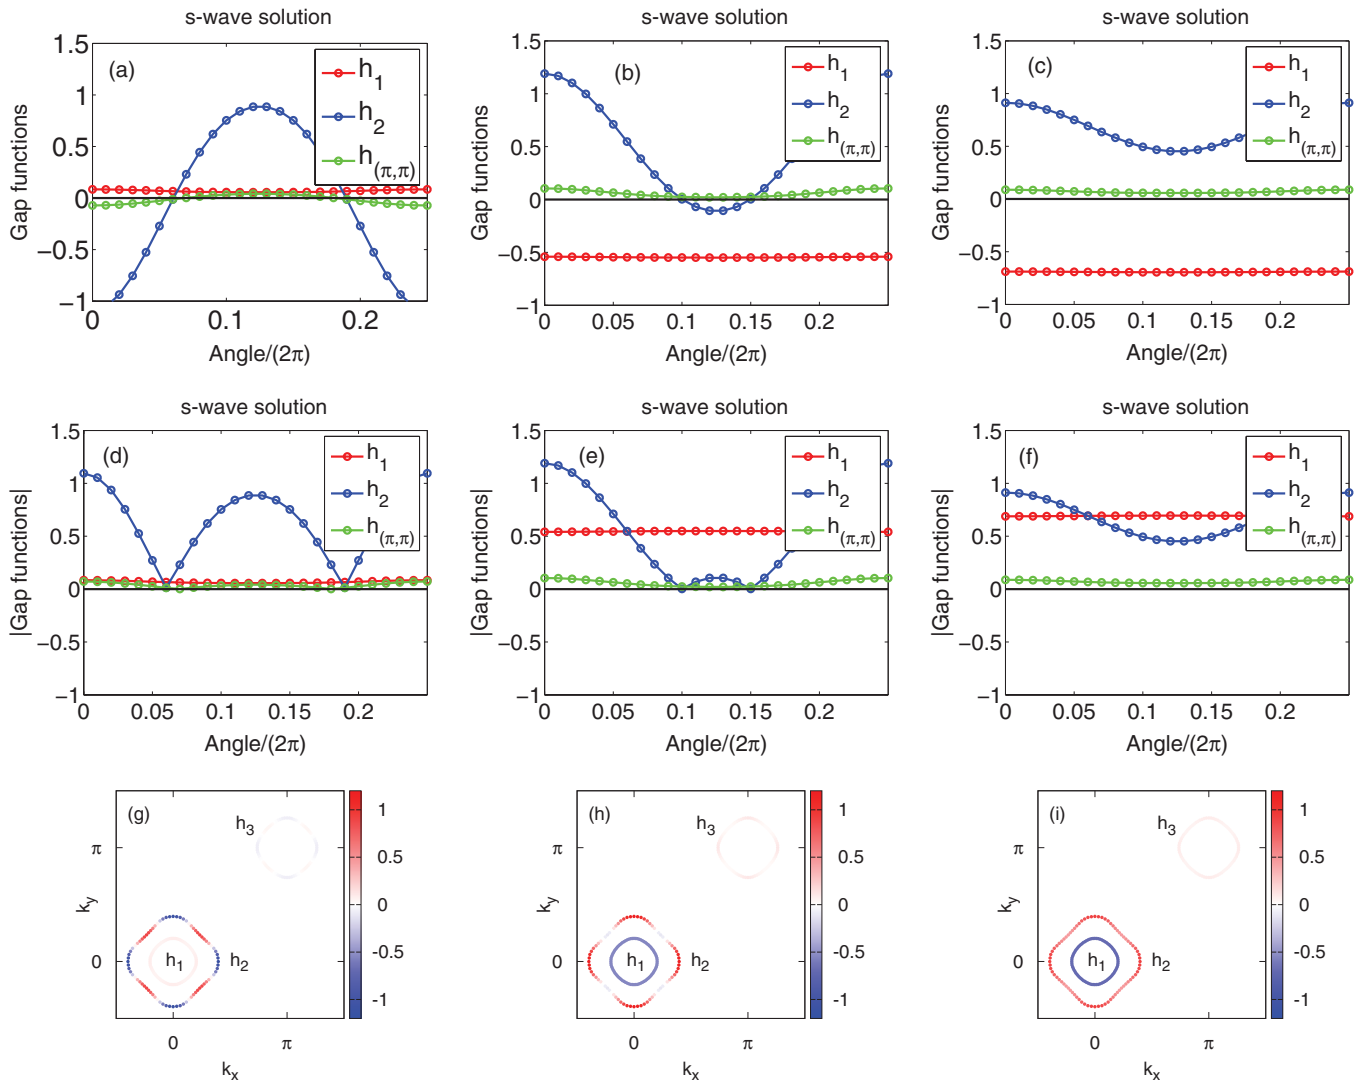 s-wave solution
(a)
h1
h2
h(π,π)
1.5
1
0.5
0
−0.5
−1
0
0.1
0.2
Gap functions
Angle/(2π)
s-wave solution
(b)
h1
h2
h(π,π)
1.5
1
0.5
0
−0.5
−1
0
0.05
0.1
0.15
0.2
Gap functions
Angle/(2π)
s-wave solution
(c)
h1
h2
h(π,π)
1.5
1
0.5
0
−0.5
−1
0
0.05
0.1
0.15
0.2
Gap functions
Angle/(2π)
s-wave solution
(d)
h1
h2
h(π,π)
1.5
1
0.5
0
−0.5
−1
0
0.05
0.1
0.15
0.2
|Gap functions|
Angle/(2π)
s-wave solution
(e)
h1
h2
h(π,π)
1.5
1
0.5
0
−0.5
−1
0
0.05
0.1
0.15
0.2
|Gap functions|
Angle/(2π)
s-wave solution
(f)
h1
h2
h(π,π)
1.5
1
0.5
0
−0.5
−1
0
0.05
0.1
0.15
0.2
|Gap functions|
Angle/(2π)
(g)
h3
h1
h2
π
0
ky
0
π
kx
1
0.5
0
-0.5
-1
(h)
h3
h1
h2
π
0
ky
0
π
kx
1
0.5
0
-0.5
-1
(i)
h3
h1
h2
π
0
ky
0
π
kx
1
0.5
0
-0.5
-1